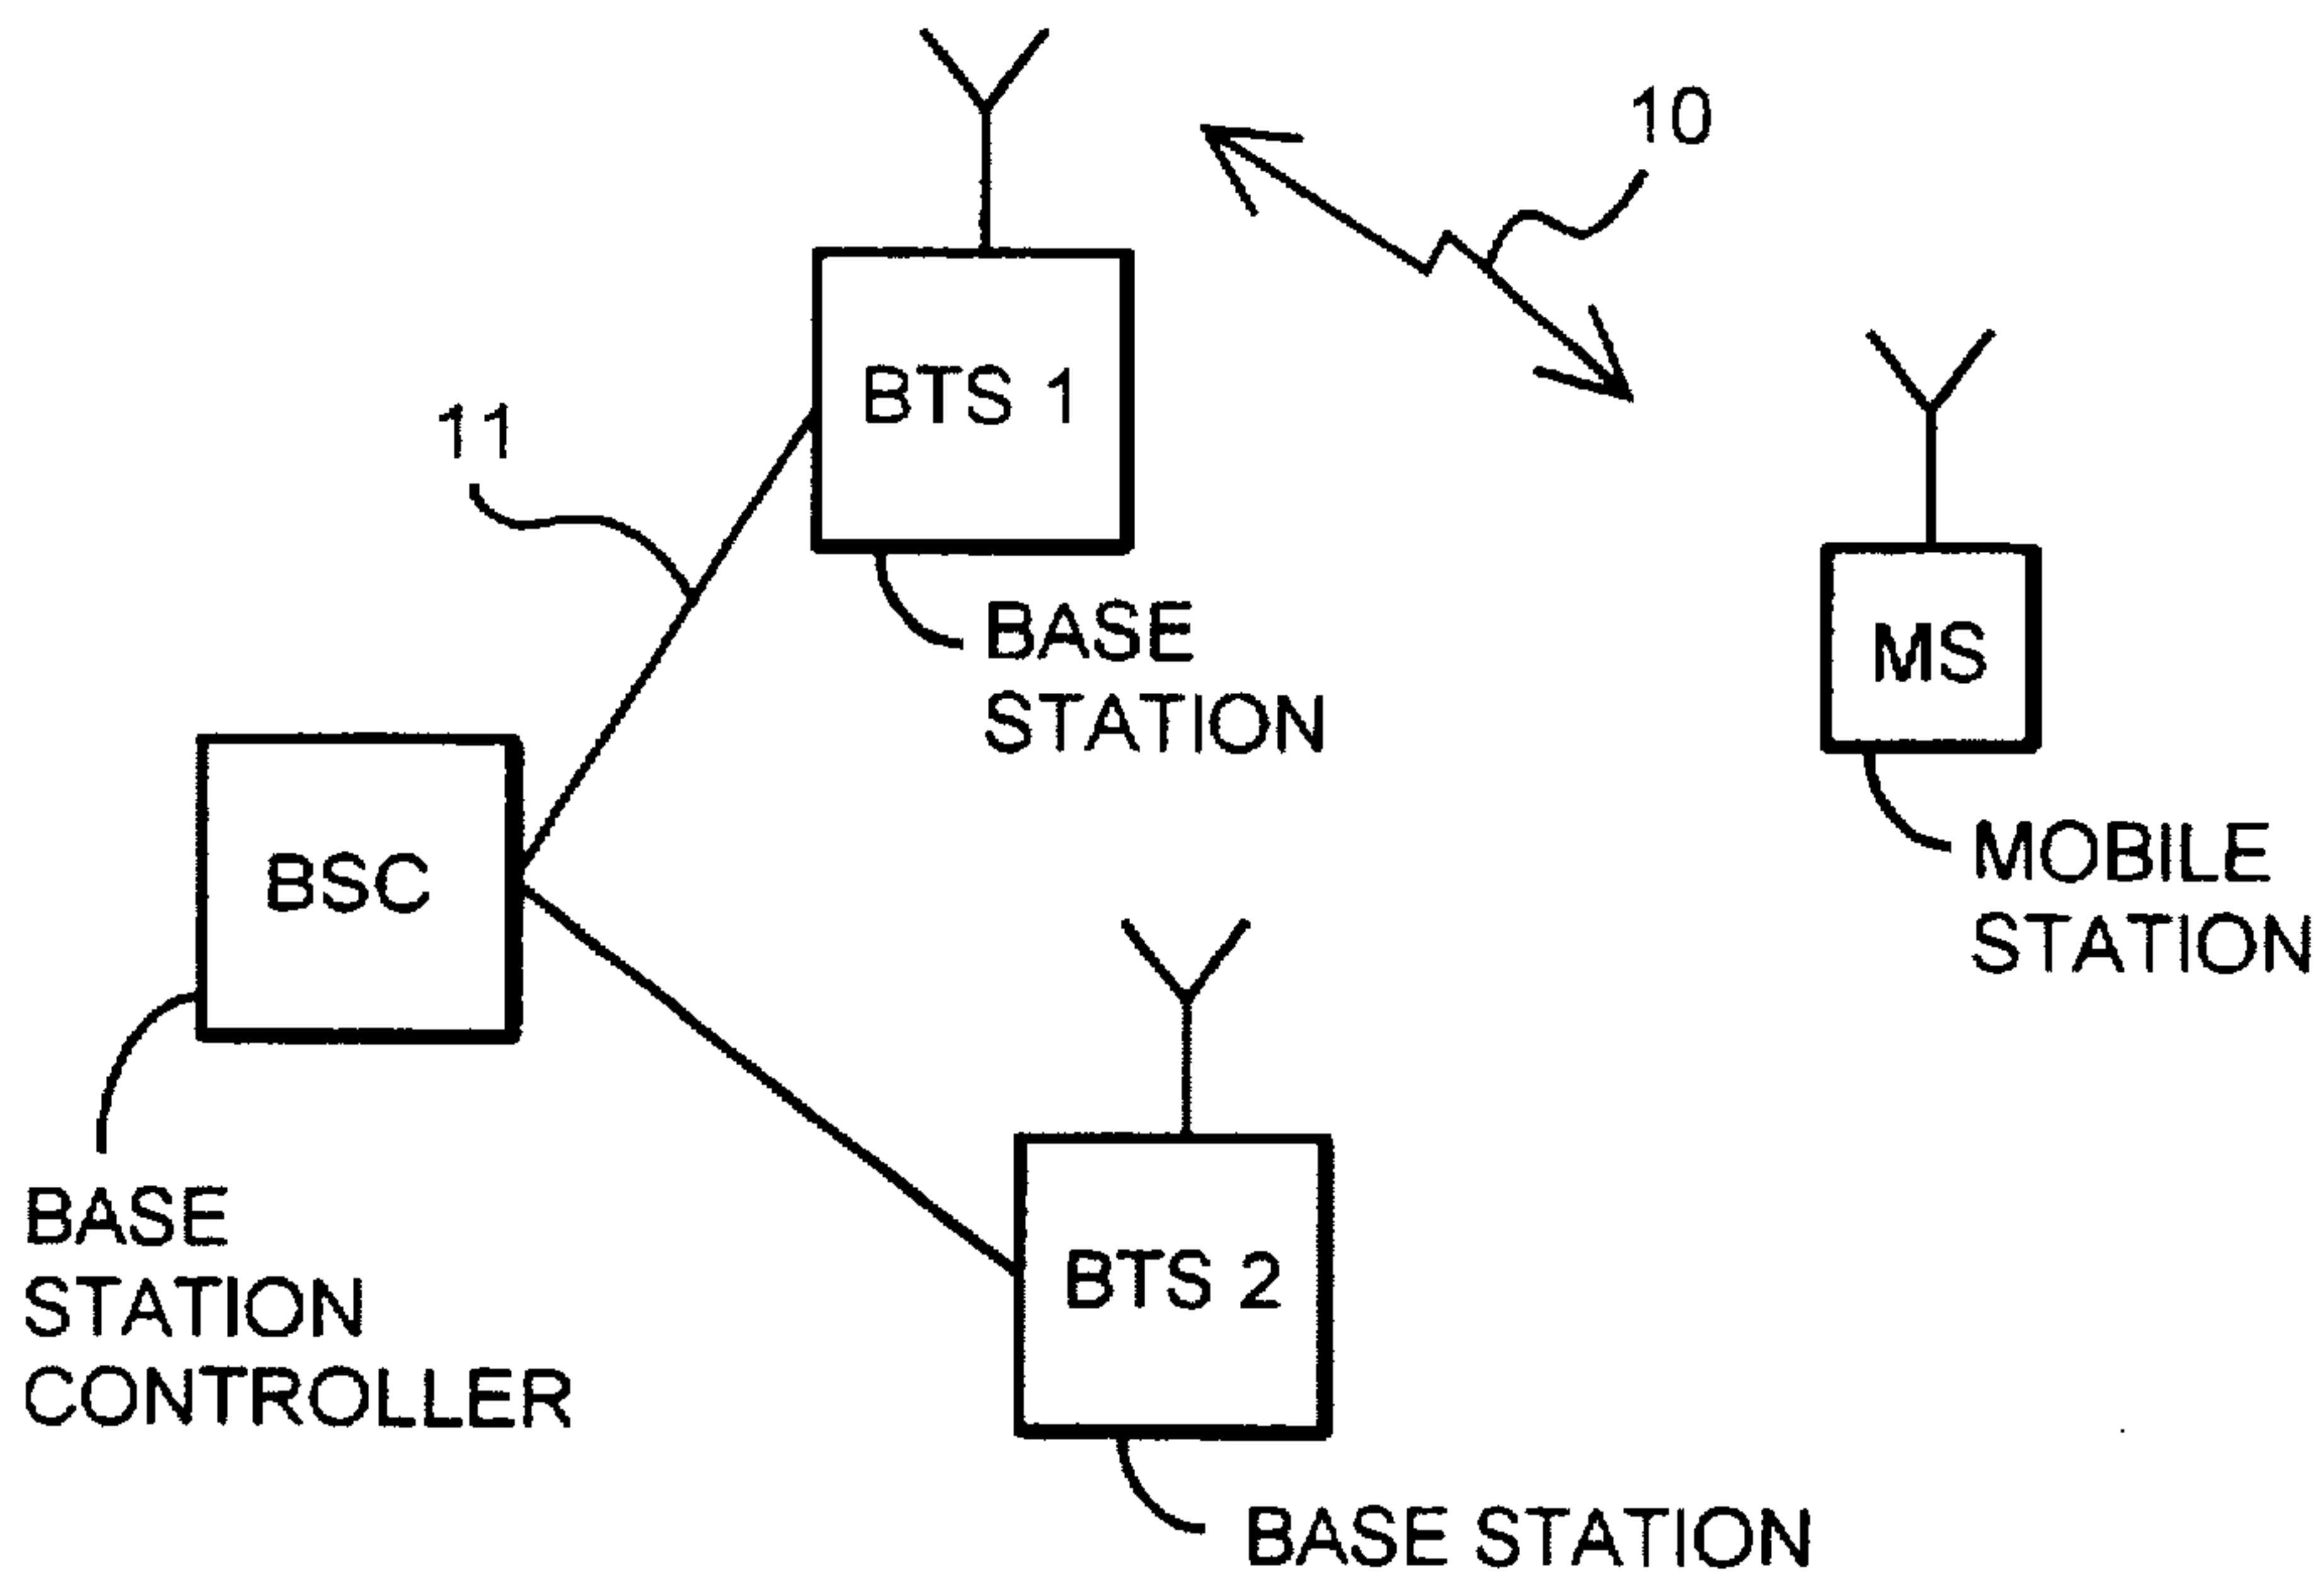 10
BTS 1
11
BASE
STATION
MS
MOBILE
STATION
BSC
BASE
STATION
CONTROLLER
BTS 2
BASE STATION